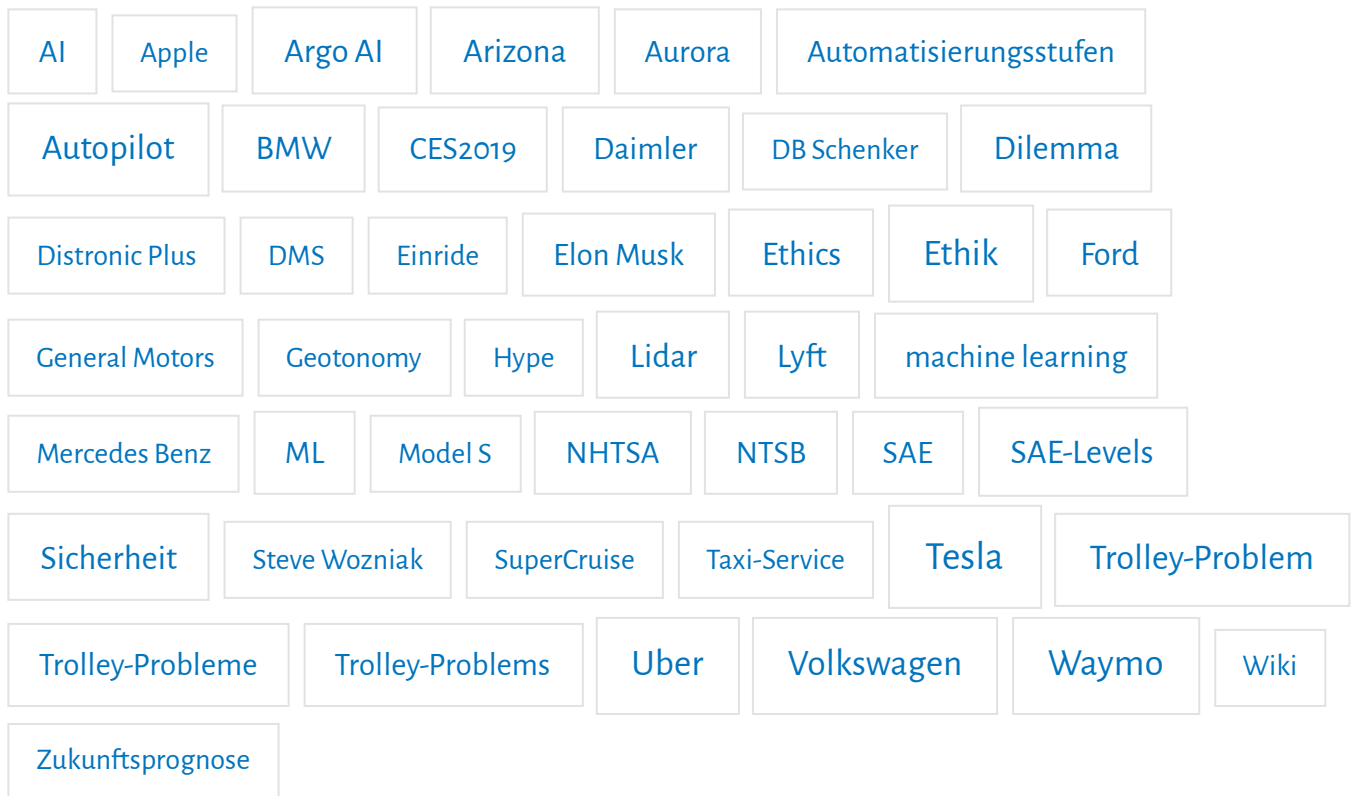 AI Apple Argo AI Arizona Aurora Automatisierungsstufen
Autopilot BMW CES2019 Daimler DB Schenker Dilemma
Distronic Plus DMS Einride Elon Musk Ethics Ethik Ford
General Motors Geotonomy Hype Lidar Lyft machine learning
Mercedes Benz ML Model S NHTSA NTSB SAE SAE-Levels
Sicherheit Steve Wozniak SuperCruise Taxi-Service Tesla Trolley-Problem
Trolley-Probleme Trolley-Problems Uber Volkswagen Waymo Wiki
Zukunftsprognose